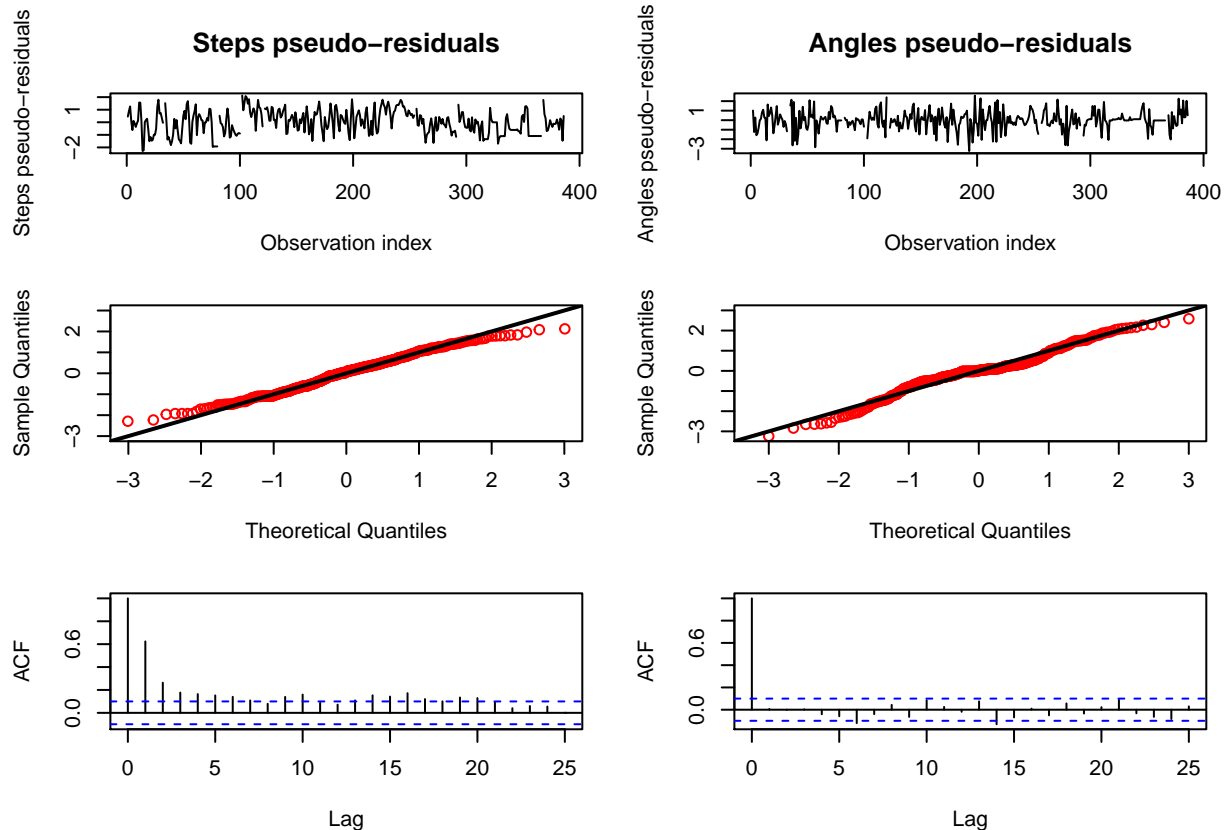 Steps pseudo−residuals
Steps pseudo−residuals
1
−2
0 100 200 300 400
Observation index
Angles pseudo−residuals
Angles pseudo−residuals
1
−3
0 100 200 300 400
Observation index
Sample Quantiles
2
0
−3
−3 −2 −1 0 1 2 3
Theoretical Quantiles
Sample Quantiles
2
0
−3
−3 −2 −1 0 1 2 3
Theoretical Quantiles
ACF
0.6
0.0
0 5 10 15 20 25
Lag
ACF
0.6
0.0
0 5 10 15 20 25
Lag